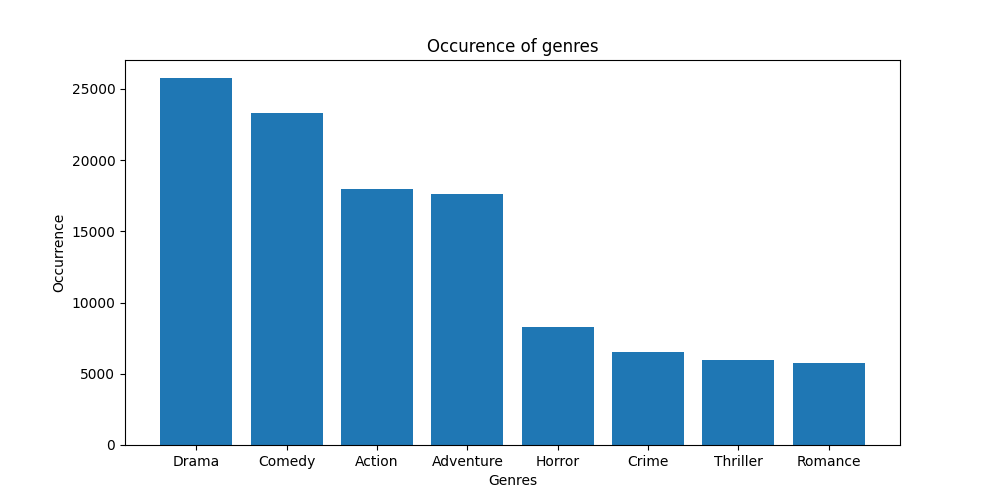 Occurence of genres
Occurrence
25000
20000
15000
10000
5000
0
Drama Comedy Action Adventure Horror Crime Thriller Romance
Genres